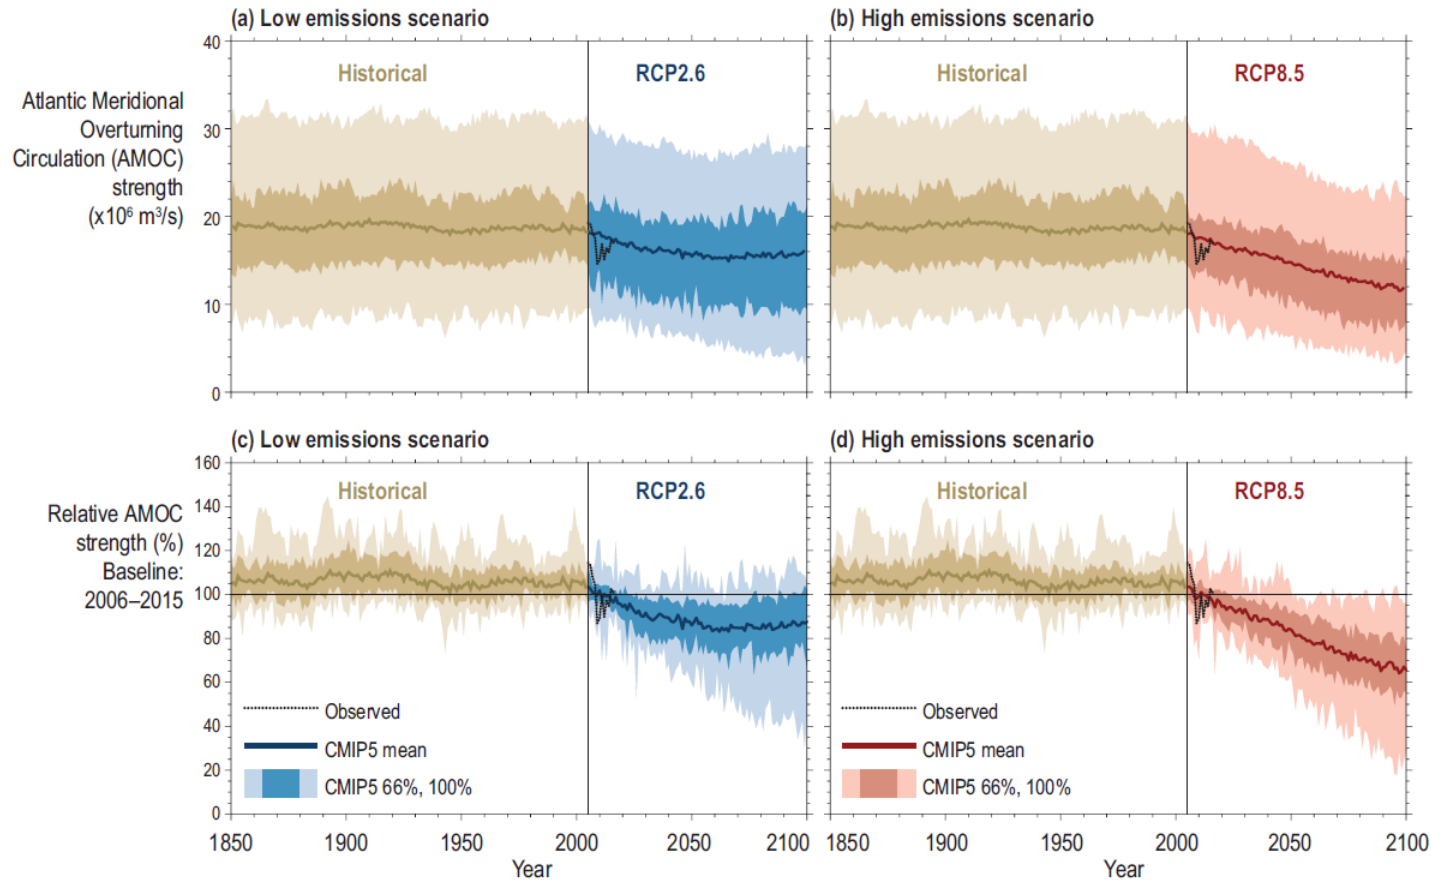 (a) Low emissions scenario
(b) High emissions scenario
Atlantic Meridional
Overturning
Circulation (AMOC)
strength
(x10⁶ m³/s)
40
30
20
10
0
Historical
RCP2.6
Historical
RCP8.5
(c) Low emissions scenario
(d) High emissions scenario
Relative AMOC
strength (%)
Baseline:
2006–2015
160
140
120
100
80
60
40
20
0
Historical
RCP2.6
Observed
CMIP5 mean
CMIP5 66%, 100%
Historical
RCP8.5
Observed
CMIP5 mean
CMIP5 66%, 100%
1850 1900 1950 2000 2050 2100
Year
1850 1900 1950 2000 2050 2100
Year